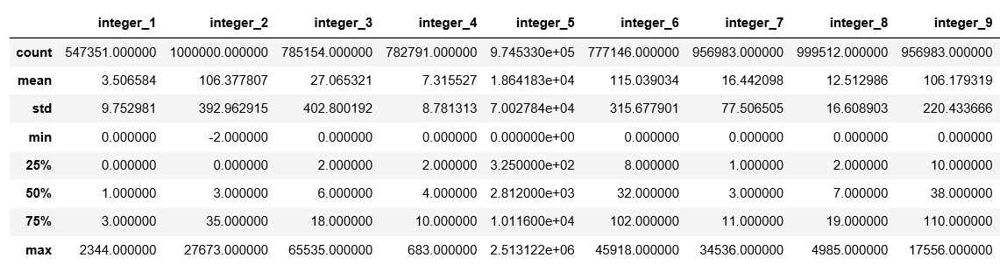 integer_1 integer_2 integer_3 integer_4 integer_5 integer_6 integer_7 integer_8 integer_9
count 547351.000000 1000000.000000 785154.000000 782791.000000 9.745330e+05 777146.000000 956983.000000 999512.000000 956983.000000
mean 3.506584 106.377807 27.065321 7.315527 1.864183e+04 115.039034 16.442098 12.512986 106.179319
std 9.752981 392.962915 402.800192 8.781313 7.002784e+04 315.677901 77.506505 16.608903 220.433666
min 0.000000 -2.000000 0.000000 0.000000 0.000000e+00 0.000000 0.000000 0.000000 0.000000
25% 0.000000 0.000000 2.000000 2.000000 3.250000e+02 8.000000 1.000000 2.000000 10.000000
50% 1.000000 3.000000 6.000000 4.000000 2.812000e+03 32.000000 3.000000 7.000000 38.000000
75% 3.000000 35.000000 18.000000 10.000000 1.011600e+04 102.000000 11.000000 19.000000 110.000000
max 2344.000000 27673.000000 65535.000000 683.000000 2.513122e+06 45918.000000 34536.000000 4985.000000 17556.000000